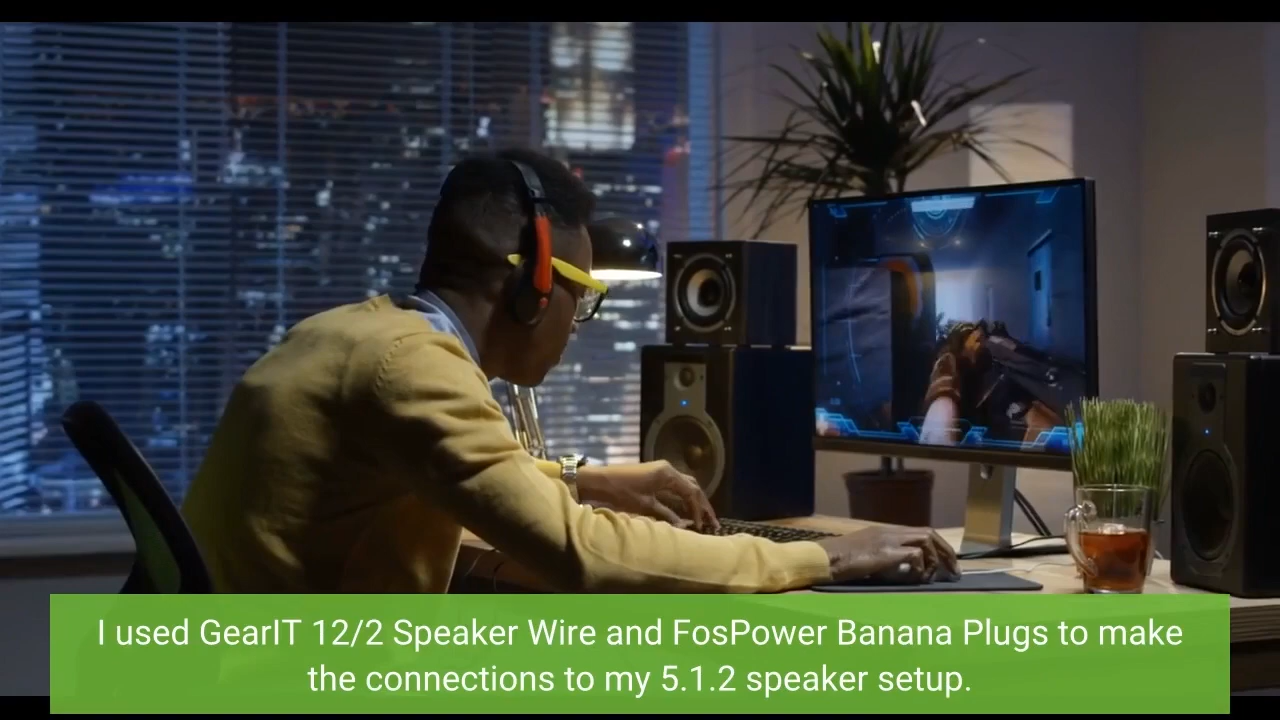 I used GearIT 12/2 Speaker Wire and FosPower Banana Plugs to make
the connections to my 5.1.2 speaker setup.